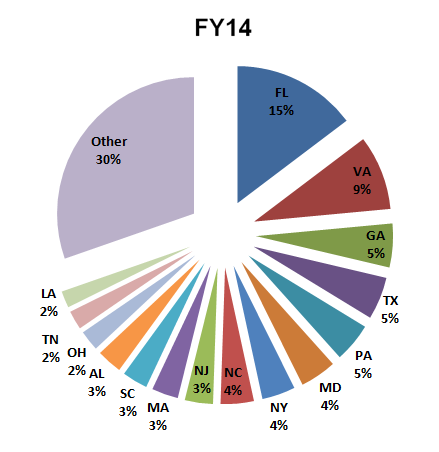 FY14
FL
15%
VA
9%
GA
5%
TX
5%
PA
5%
MD
4%
NY
4%
NC
4%
NJ
3%
MA
3%
SC
3%
AL
3%
OH
2%
TN
2%
LA
2%
Other
30%